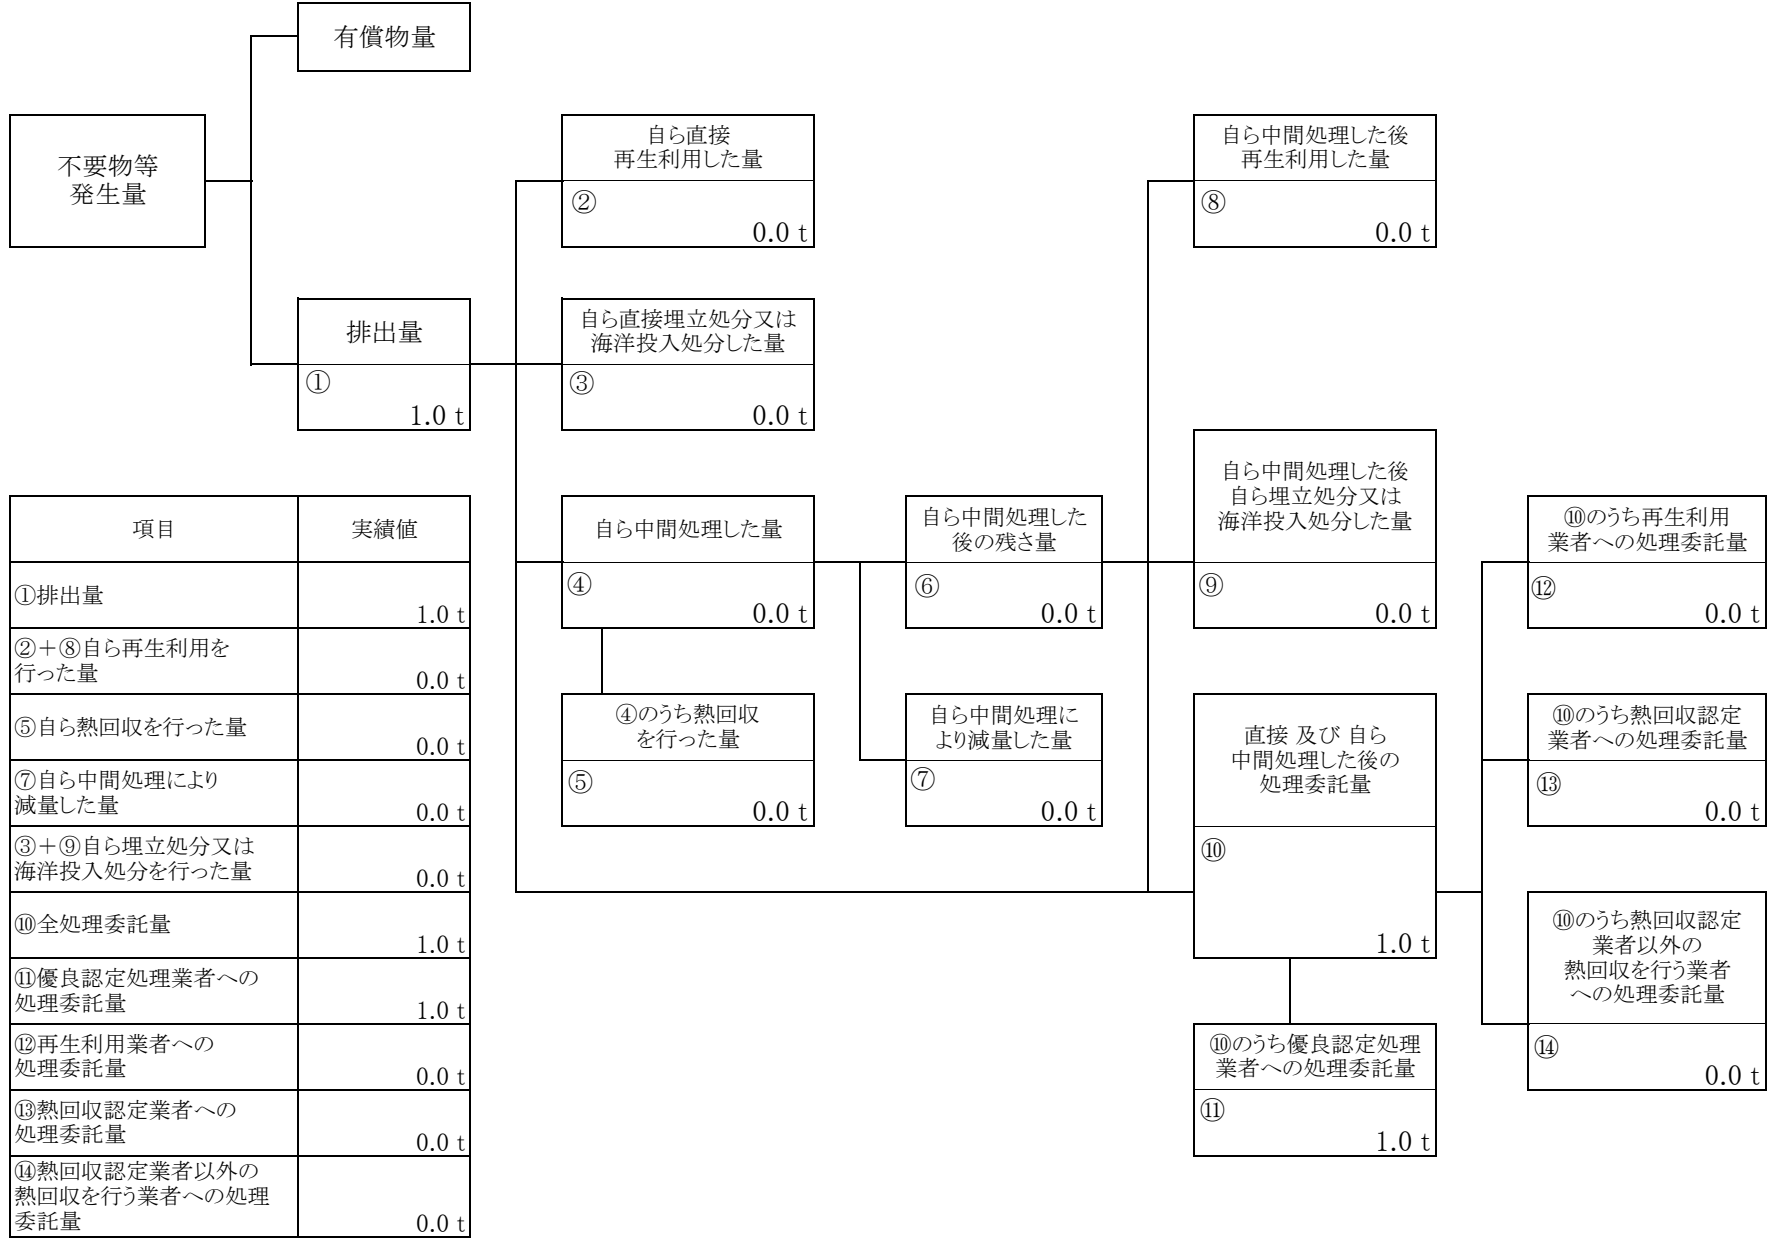 有償物量
不要物等
発生量
自ら直接
再生利用した量
②
0.0 t
自ら中間処理した後
再生利用した量
⑧
0.0 t
排出量
①
1.0 t
自ら直接埋立処分又は
海洋投入処分した量
③
0.0 t
自ら中間処理した量
④
0.0 t
自ら中間処理した
後の残さ量
⑥
0.0 t
自ら中間処理した後
自ら埋立処分又は
海洋投入処分した量
⑨
0.0 t
⑩のうち再生利用
業者への処理委託量
⑫
0.0 t
④のうち熱回収
を行った量
⑤
0.0 t
自ら中間処理に
より減量した量
⑦
0.0 t
直接 及び 自ら
中間処理した後の
処理委託量
⑩
1.0 t
⑩のうち熱回収認定
業者への処理委託量
⑬
0.0 t
⑩のうち熱回収認定
業者以外の
熱回収を行う業者
への処理委託量
⑭
0.0 t
⑩のうち優良認定処理
業者への処理委託量
⑪
1.0 t
項目 実績値
①排出量
1.0 t
②＋⑧自ら再生利用を
行った量
0.0 t
⑤自ら熱回収を行った量
0.0 t
⑦自ら中間処理により
減量した量
0.0 t
③＋⑨自ら埋立処分又は
海洋投入処分を行った量
0.0 t
⑩全処理委託量
1.0 t
⑪優良認定処理業者への
処理委託量
1.0 t
⑫再生利用業者への
処理委託量
0.0 t
⑬熱回収認定業者への
処理委託量
0.0 t
⑭熱回収認定業者以外の
熱回収を行う業者への処理
委託量
0.0 t